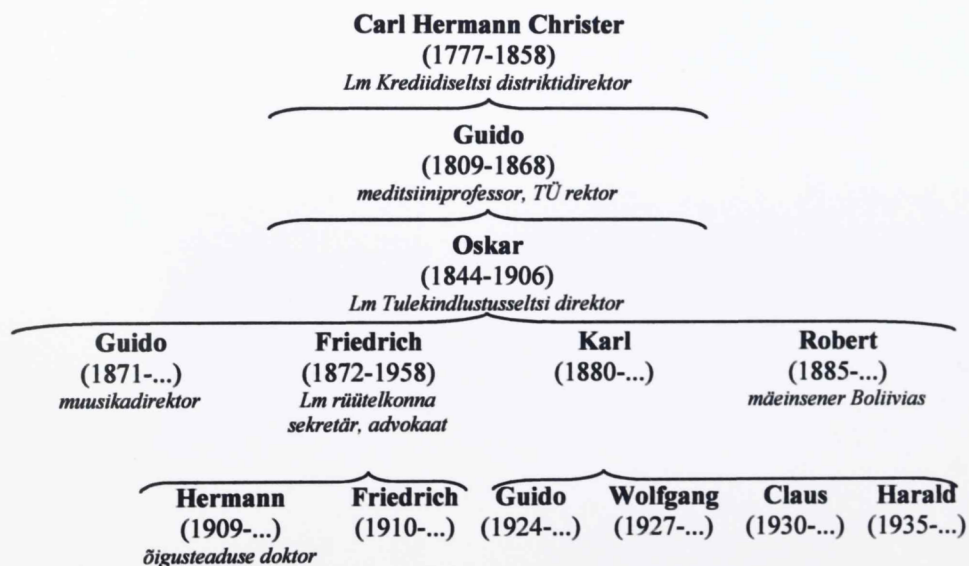 Carl Hermann Christer
(1777-1858)
Lm Krediidiseltsi distriktidirektor
Guido
(1809-1868)
meditsiiniprofessor, TÜ rektor
Oskar
(1844-1906)
Lm Tulekindlustusseltsi direktor
Guido Friedrich Karl Robert
(1871-...) (1872-1958) (1880-...) (1885-...)
muusikadirektor Lm rüütelkonna mäeinsener Boliivias
sekretär, advokaat
Hermann Friedrich Guido Wolfgang Claus Harald
(1909-...) (1910-...) (1924-...) (1927-...) (1930-...) (1935-...)
õigusteaduse doktor